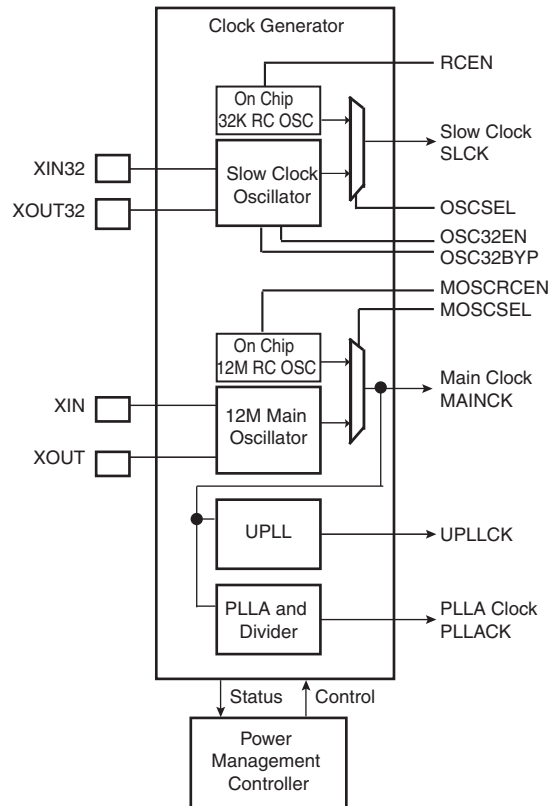 Clock Generator
RCEN
On Chip
32K RC OSC
Slow Clock
SLCK
XIN32
Slow Clock
Oscillator
XOUT32
OSCSEL
OSC32EN
OSC32BYP
MOSCRCEN
MOSCSEL
On Chip
12M RC OSC
Main Clock
MAINCK
XIN
12M Main
Oscillator
XOUT
UPLL
UPLLCK
PLLA and
Divider
PLLA Clock
PLLACK
Status
Control
Power
Management
Controller